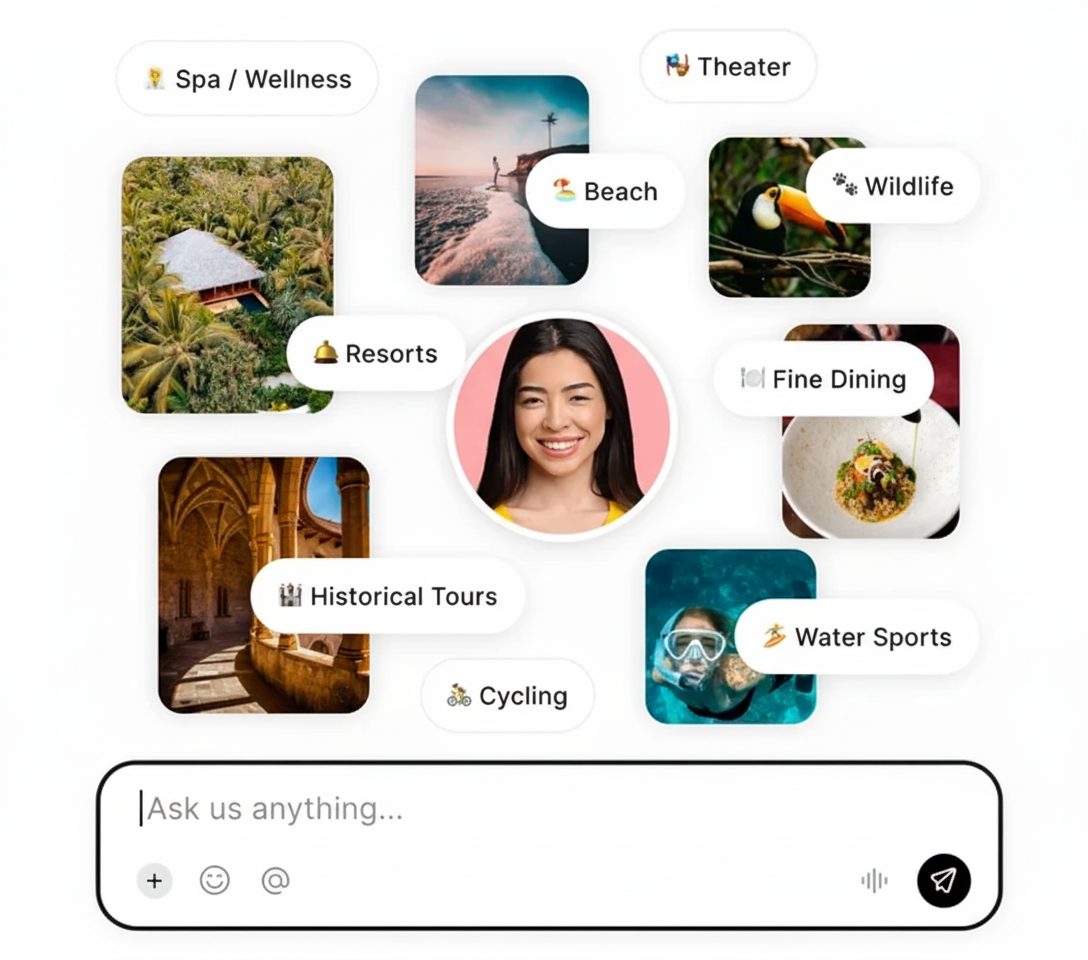 Spa / Wellness
Theater
Beach
Wildlife
Resorts
Fine Dining
Historical Tours
Water Sports
Cycling
Ask us anything...